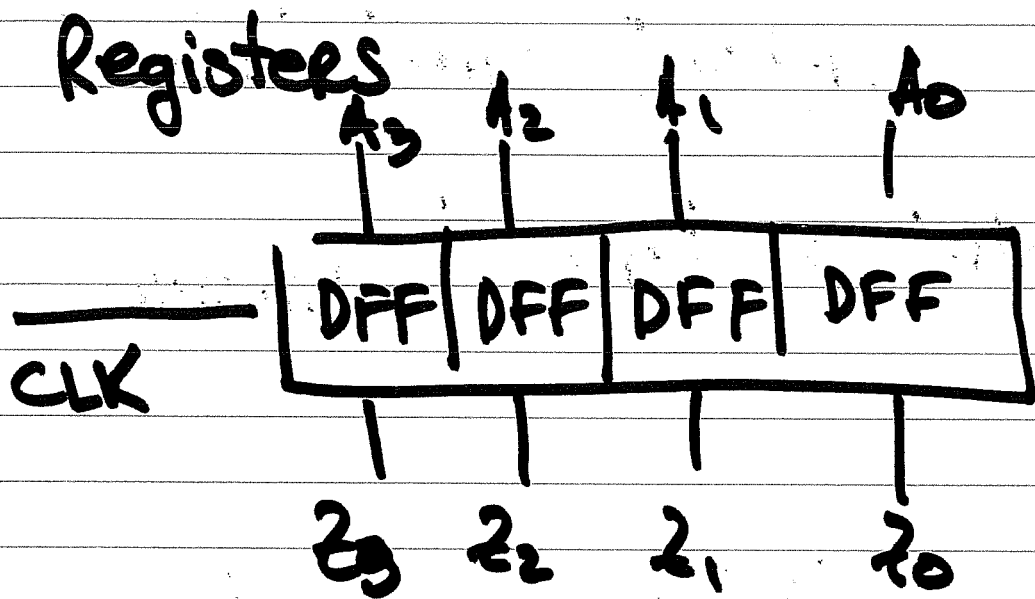 Registers
A3 A2 A1 A0
DFF DFF DFF DFF
CLK
Z3 Z2 Z1 Z0